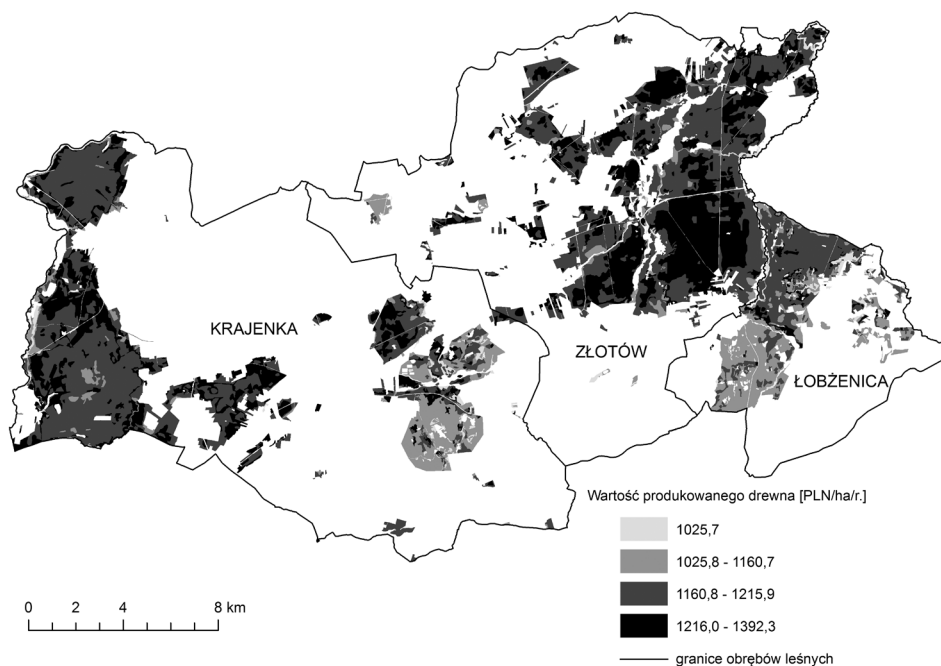 KRAJENKA
ZŁOTÓW
ŁOBŻENICA
Wartość produkowanego drewna [PLN/ha/r.]
1025,7
1025,8 - 1160,7
1160,8 - 1215,9
1216,0 - 1392,3
granice obrębów leśnych
0 4 8 km